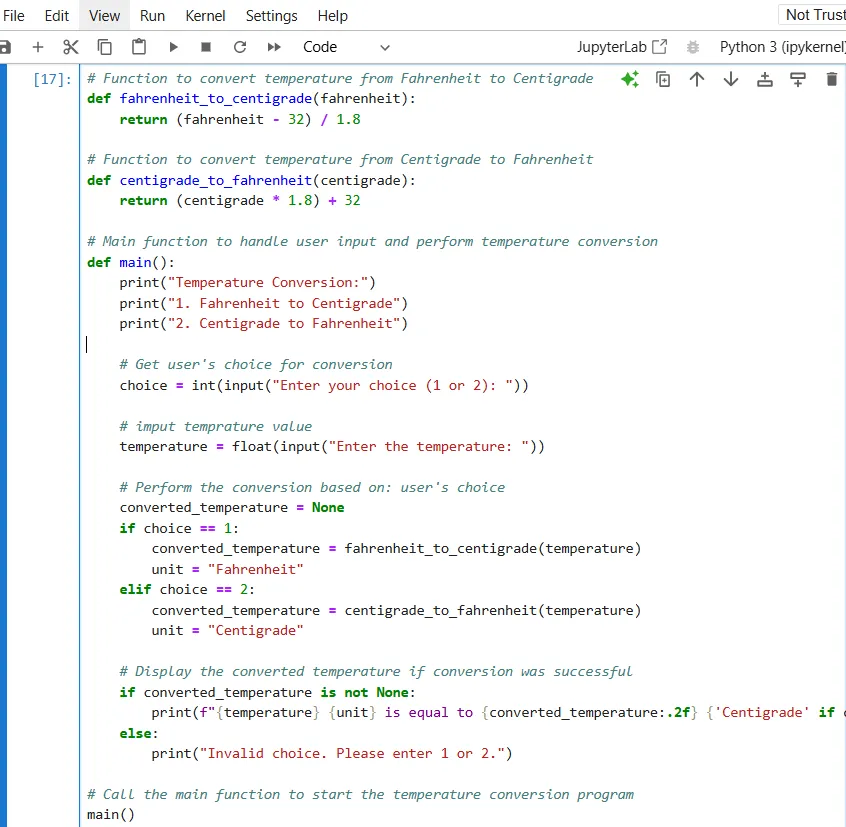 File Edit View Run Kernel Settings Help Not Trust
Code JupyterLab Python 3 (ipykernel)
[17]: # Function to convert temperature from Fahrenheit to Centigrade
def fahrenheit_to_centigrade(fahrenheit):
    return (fahrenheit - 32) / 1.8

# Function to convert temperature from Centigrade to Fahrenheit
def centigrade_to_fahrenheit(centigrade):
    return (centigrade * 1.8) + 32

# Main function to handle user input and perform temperature conversion
def main():
    print("Temperature Conversion:")
    print("1. Fahrenheit to Centigrade")
    print("2. Centigrade to Fahrenheit")

    # Get user's choice for conversion
    choice = int(input("Enter your choice (1 or 2): "))

    # imput temprature value
    temperature = float(input("Enter the temperature: "))

    # Perform the conversion based on: user's choice
    converted_temperature = None
    if choice == 1:
        converted_temperature = fahrenheit_to_centigrade(temperature)
        unit = "Fahrenheit"
    elif choice == 2:
        converted_temperature = centigrade_to_fahrenheit(temperature)
        unit = "Centigrade"

    # Display the converted temperature if conversion was successful
    if converted_temperature is not None:
        print(f"{temperature} {unit} is equal to {converted_temperature:.2f} {'Centigrade' if
    else:
        print("Invalid choice. Please enter 1 or 2.")

# Call the main function to start the temperature conversion program
main()